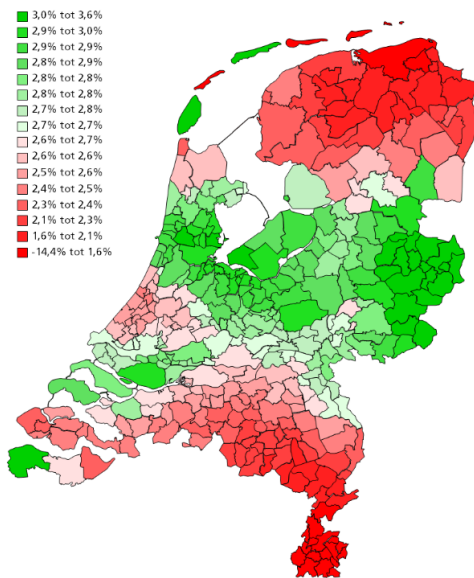 3,0% tot 3,6%
2,9% tot 3,0%
2,9% tot 2,9%
2,8% tot 2,9%
2,8% tot 2,8%
2,8% tot 2,8%
2,7% tot 2,8%
2,7% tot 2,7%
2,6% tot 2,7%
2,6% tot 2,6%
2,5% tot 2,6%
2,4% tot 2,5%
2,3% tot 2,4%
2,1% tot 2,3%
1,6% tot 2,1%
-14,4% tot 1,6%